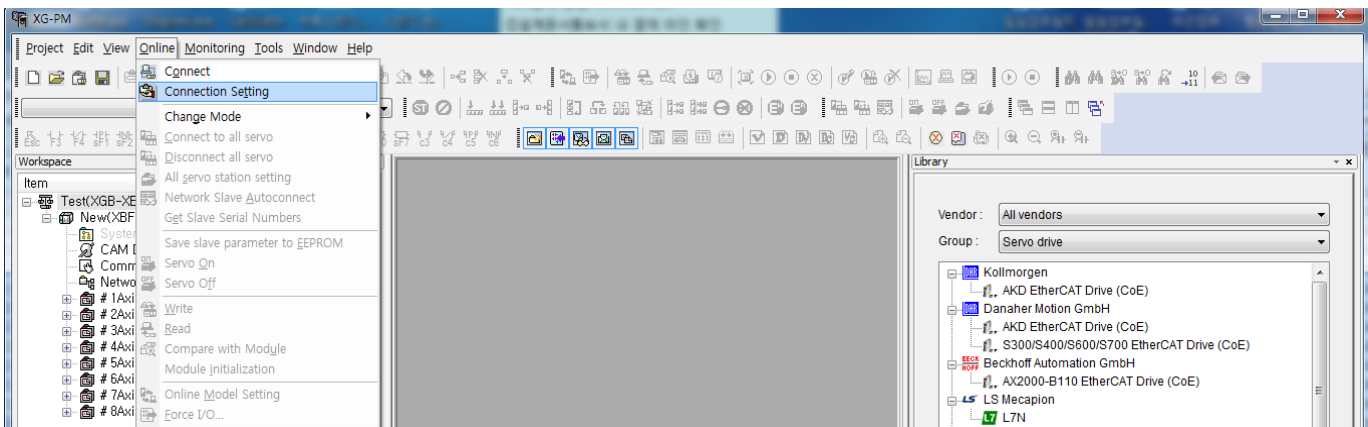 XG-PM
Project Edit View Online Monitoring Tools Window Help
Connect
Connection Setting
Change Mode
Connect to all servo
Disconnect all servo
All servo station setting
Network Slave Autoconnect
Get Slave Serial Numbers
Save slave parameter to EEPROM
Servo On
Servo Off
Write
Read
Compare with Module
Module initialization
Online Model Setting
Force I/O...
Workspace
Item
Test(XGB-XE
New(XBF
System
CAM D
Comm
Netwo
# 1Axi
# 2Axi
# 3Axi
# 4Axi
# 5Axi
# 6Axi
# 7Axi
# 8Axi
Library
Vendor : All vendors
Group : Servo drive
Kollmorgen
AKD EtherCAT Drive (CoE)
Danaher Motion GmbH
AKD EtherCAT Drive (CoE)
S300/S400/S600/S700 EtherCAT Drive (CoE)
BECK
HOFF
Beckhoff Automation GmbH
AX2000-B110 EtherCAT Drive (CoE)
LS LS Mecapion
L7 L7N